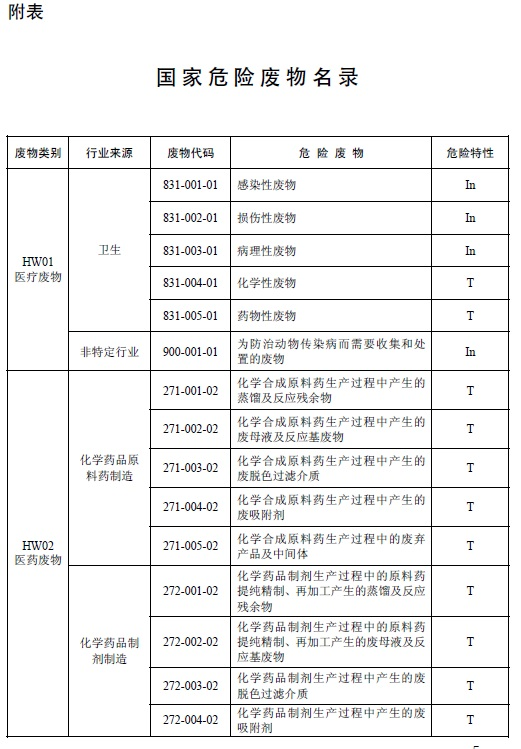 附表
国家危险废物名录
废物类别 行业来源 废物代码 危险废物 危险特性
HW01
医疗废物
卫生
831-001-01 感染性废物 In
831-002-01 损伤性废物 In
831-003-01 病理性废物 In
831-004-01 化学性废物 T
831-005-01 药物性废物 T
非特定行业 900-001-01 为防治动物传染病而需要收集和处
置的废物 In
HW02
医药废物
化学药品原
料药制造
271-001-02 化学合成原料药生产过程中产生的
蒸馏及反应残余物 T
271-002-02 化学合成原料药生产过程中产生的
废母液及反应基废物 T
271-003-02 化学合成原料药生产过程中产生的
废脱色过滤介质 T
271-004-02 化学合成原料药生产过程中产生的
废吸附剂 T
271-005-02 化学合成原料药生产过程中的废弃
产品及中间体 T
化学药品制
剂制造
272-001-02 化学药品制剂生产过程中的原料药
提纯精制、再加工产生的蒸馏及反应
残余物 T
272-002-02 化学药品制剂生产过程中的原料药
提纯精制、再加工产生的废母液及反
应基废物 T
272-003-02 化学药品制剂生产过程中产生的废
脱色过滤介质 T
272-004-02 化学药品制剂生产过程中产生的废
吸附剂 T